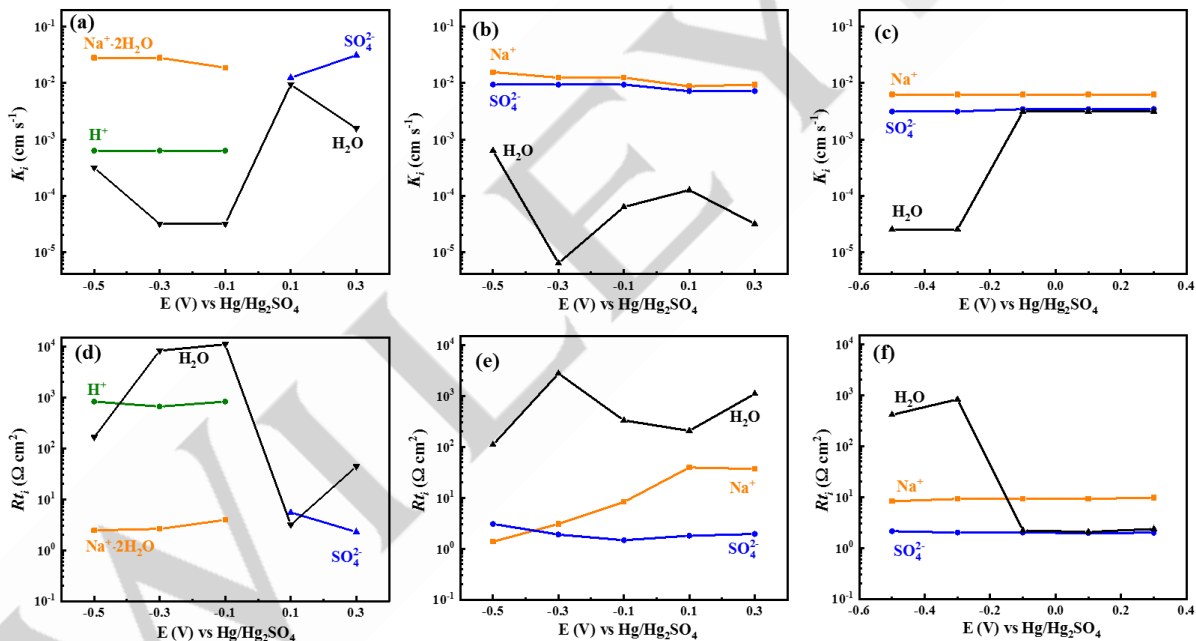 (a)
Na⁺·2H₂O
SO₄²⁻
H⁺
H₂O
10⁻¹
10⁻²
10⁻³
10⁻⁴
10⁻⁵
Kᵢ (cm s⁻¹)
-0.5 -0.3 -0.1 0.1 0.3
E (V) vs Hg/Hg₂SO₄
(b)
Na⁺
SO₄²⁻
H₂O
10⁻¹
10⁻²
10⁻³
10⁻⁴
10⁻⁵
Kᵢ (cm s⁻¹)
-0.5 -0.3 -0.1 0.1 0.3
E (V) vs Hg/Hg₂SO₄
(c)
Na⁺
SO₄²⁻
H₂O
10⁻¹
10⁻²
10⁻³
10⁻⁴
10⁻⁵
Kᵢ (cm s⁻¹)
-0.6 -0.4 -0.2 0.0 0.2 0.4
E (V) vs Hg/Hg₂SO₄
(d)
H₂O
H⁺
Na⁺·2H₂O
SO₄²⁻
10⁴
10³
10²
10¹
10⁰
10⁻¹
Rtᵢ (Ω cm²)
-0.5 -0.3 -0.1 0.1 0.3
E (V) vs Hg/Hg₂SO₄
(e)
H₂O
Na⁺
SO₄²⁻
10⁴
10³
10²
10¹
10⁰
10⁻¹
Rtᵢ (Ω cm²)
-0.5 -0.3 -0.1 0.1 0.3
E (V) vs Hg/Hg₂SO₄
(f)
H₂O
Na⁺
SO₄²⁻
10⁴
10³
10²
10¹
10⁰
10⁻¹
Rtᵢ (Ω cm²)
-0.6 -0.4 -0.2 0.0 0.2 0.4
E (V) vs Hg/Hg₂SO₄
WILEY